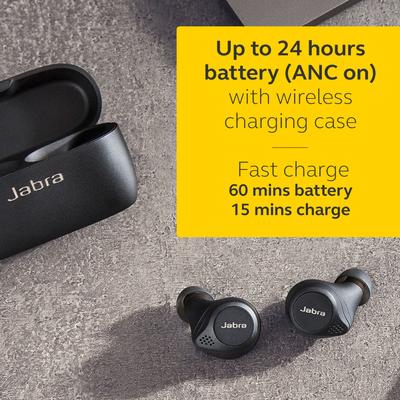 Up to 24 hours
battery (ANC on)
with wireless
charging case
Fast charge
60 mins battery
15 mins charge
Jabra
Jabra
Jabra